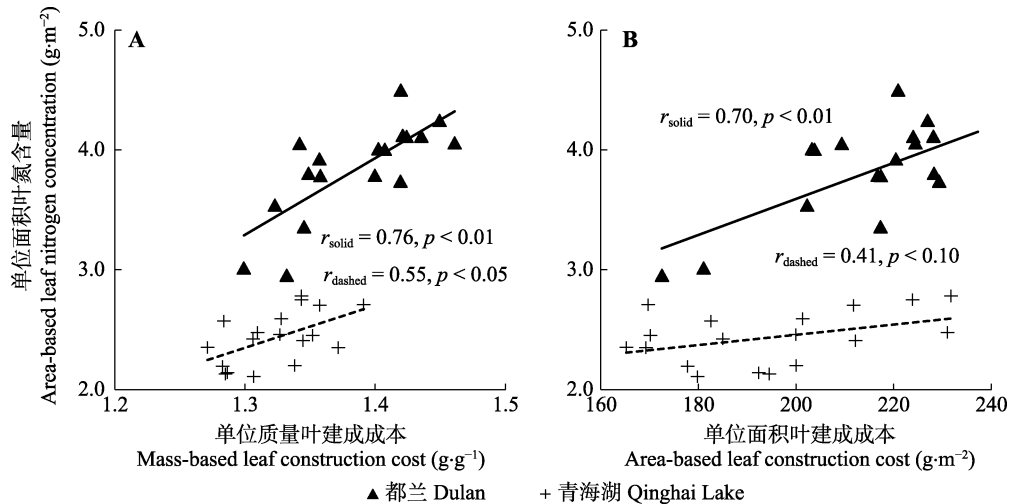 单位面积叶氮含量
Area-based leaf nitrogen concentration (g·m⁻²)
5.0
4.0
3.0
2.0
A
r_solid = 0.76, p < 0.01
r_dashed = 0.55, p < 0.05
1.2 1.3 1.4 1.5
单位质量叶建成成本
Mass-based leaf construction cost (g·g⁻¹)
5.0
4.0
3.0
2.0
B
r_solid = 0.70, p < 0.01
r_dashed = 0.41, p < 0.10
160 180 200 220 240
单位面积叶建成成本
Area-based leaf construction cost (g·m⁻²)
▲ 都兰 Dulan + 青海湖 Qinghai Lake